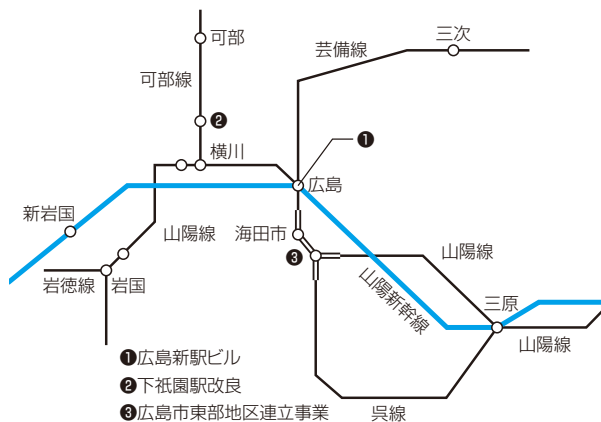 可部
三次
芸備線
可部線
❷
横川
❶
広島
新岩国
山陽線
海田市
❸
山陽線
山陽新幹線
岩徳線
岩国
三原
山陽線
呉線
❶広島新駅ビル
❷下祇園駅改良
❸広島市東部地区連立事業